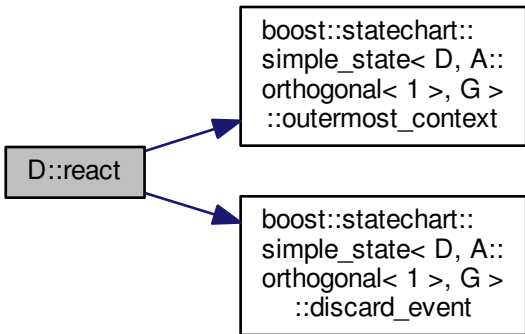 D::react
boost::statechart::
simple_state< D, A::
orthogonal< 1 >, G >
::outermost_context
boost::statechart::
simple_state< D, A::
orthogonal< 1 >, G >
::discard_event